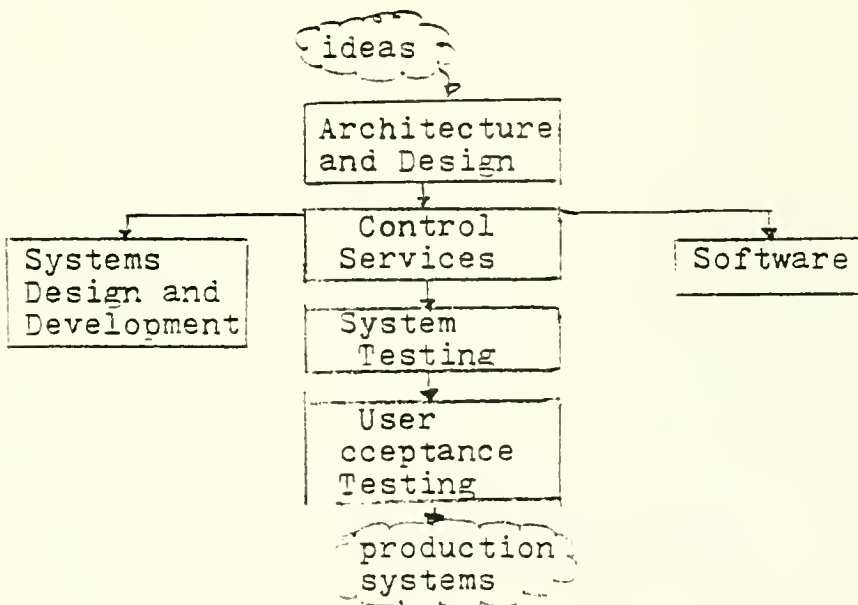 ideas
Architecture
and Design
Control
Services
Systems
Design and
Development
Software
System
Testing
User
cceptance
Testing
production
systems